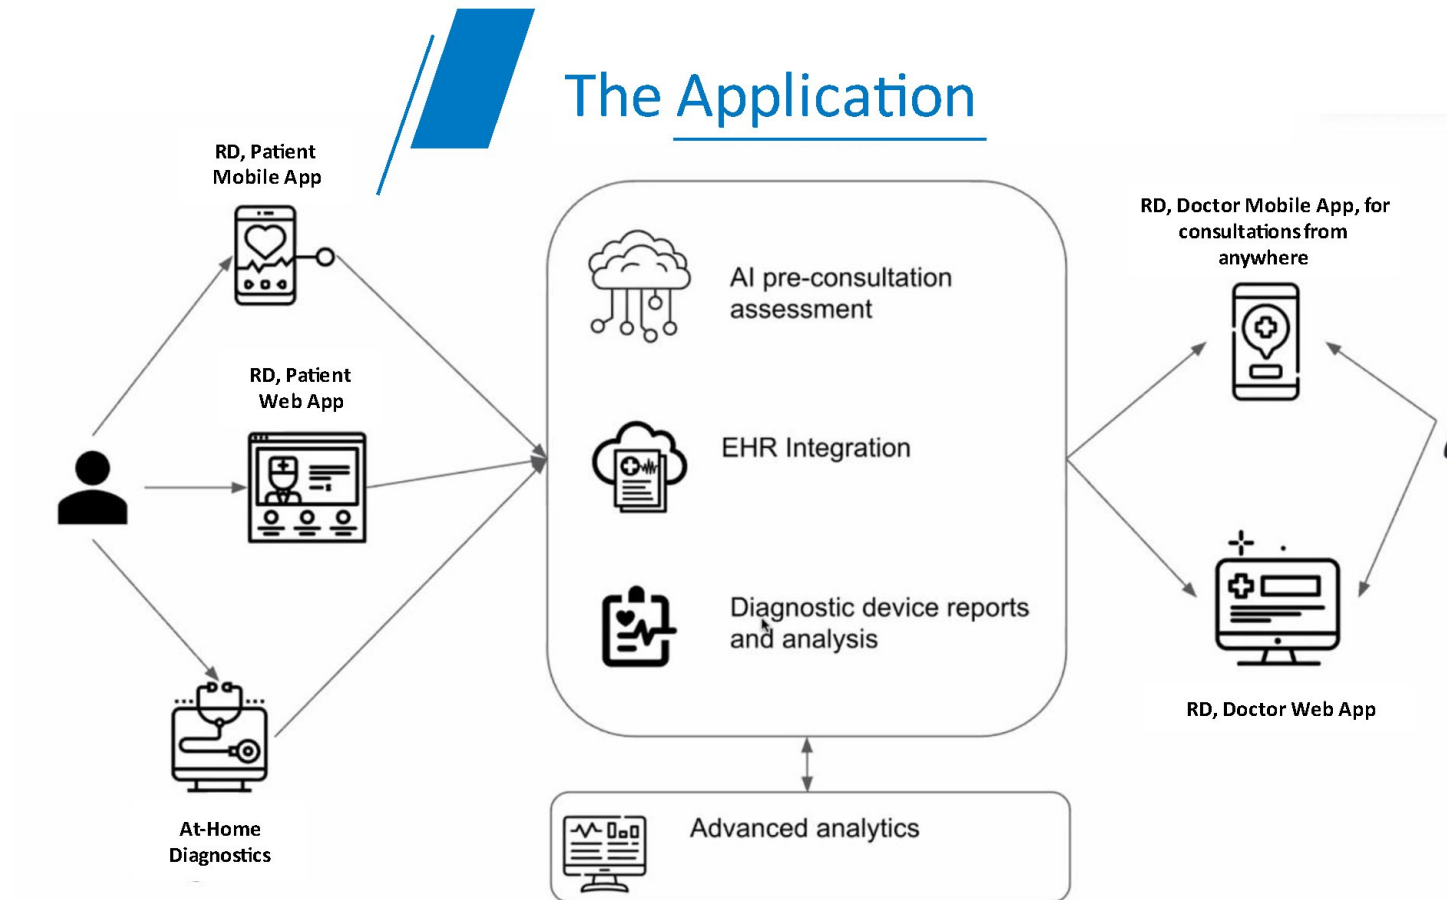 The Application
RD, Patient
Mobile App
RD, Patient
Web App
At-Home
Diagnostics
AI pre-consultation
assessment
EHR Integration
Diagnostic device reports
and analysis
Advanced analytics
RD, Doctor Mobile App, for
consultations from
anywhere
RD, Doctor Web App